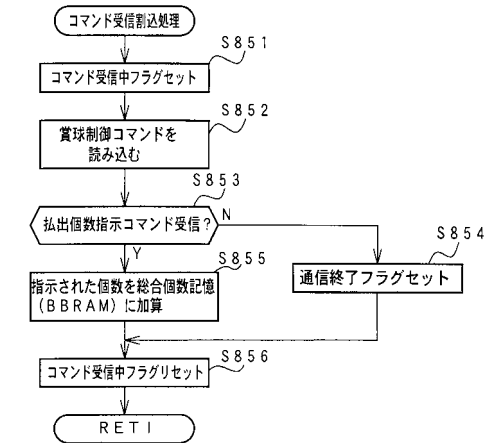 コマンド受信割込処理
S851
コマンド受信中フラグセット
S852
賞球制御コマンドを
読み込む
S853
払出個数指示コマンド受信?
N
Y
S854
通信終了フラグセット
S855
指示された個数を総合個数記憶
(BBRAM)に加算
S856
コマンド受信中フラグリセット
RETI